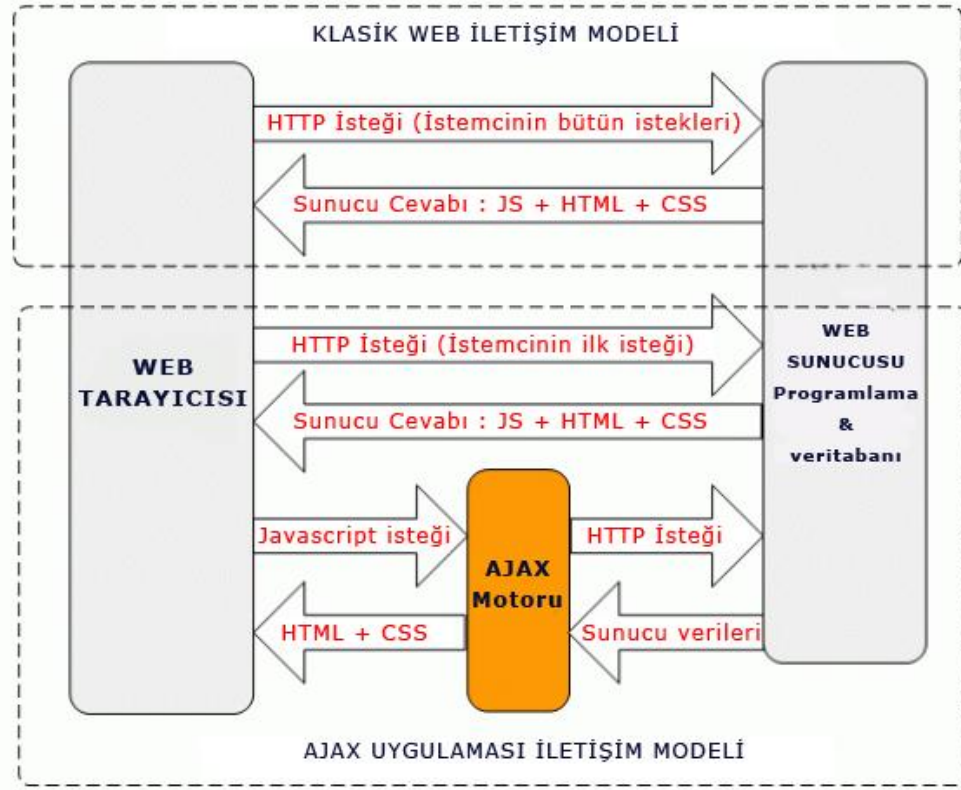 KLASİK WEB İLETİŞİM MODELİ
HTTP İsteği (İstemcinin bütün istekleri)
Sunucu Cevabı : JS + HTML + CSS
HTTP İsteği (İstemcinin ilk isteği)
Sunucu Cevabı : JS + HTML + CSS
WEB
TARAYICISI
WEB
SUNUCUSU
Programlama
&
veritabanı
Javascript isteği
HTTP İsteği
AJAX
Motoru
HTML + CSS
Sunucu verileri
AJAX UYGULAMASI İLETİŞİM MODELİ